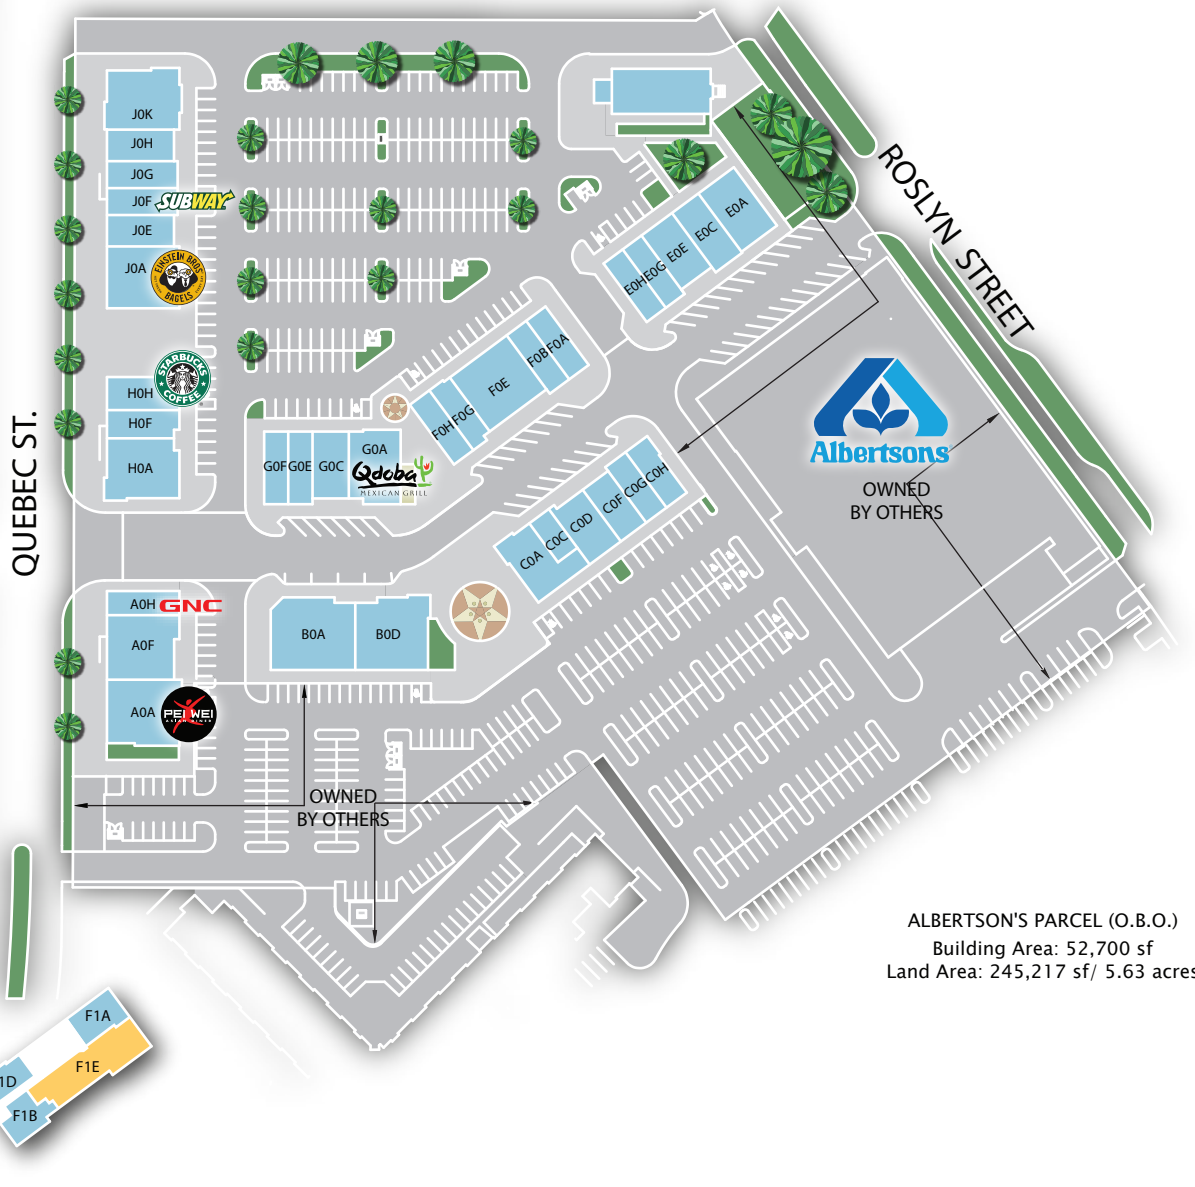 J0K
J0H
J0G
J0F
SUBWAY
J0E
J0A
EINSTEIN BROS
BAGELS
STARBUCKS
COFFEE
H0H
H0F
H0A
QUEBEC ST.
ROSLYN STREET
E0H
E0G
E0E
E0C
E0A
F0H
F0G
F0E
F0B
F0A
G0F
G0E
G0C
G0A
Qdoba
MEXICAN GRILL
C0A
C0C
C0D
C0F
C0G
C0H
Albertsons
OWNED
BY OTHERS
A0H
GNC
A0F
A0A
PEI WEI
ASIAN DINER
B0A
B0D
OWNED
BY OTHERS
ALBERTSON'S PARCEL (O.B.O.)
Building Area: 52,700 sf
Land Area: 245,217 sf/ 5.63 acres
F1A
F1E
1D
F1B